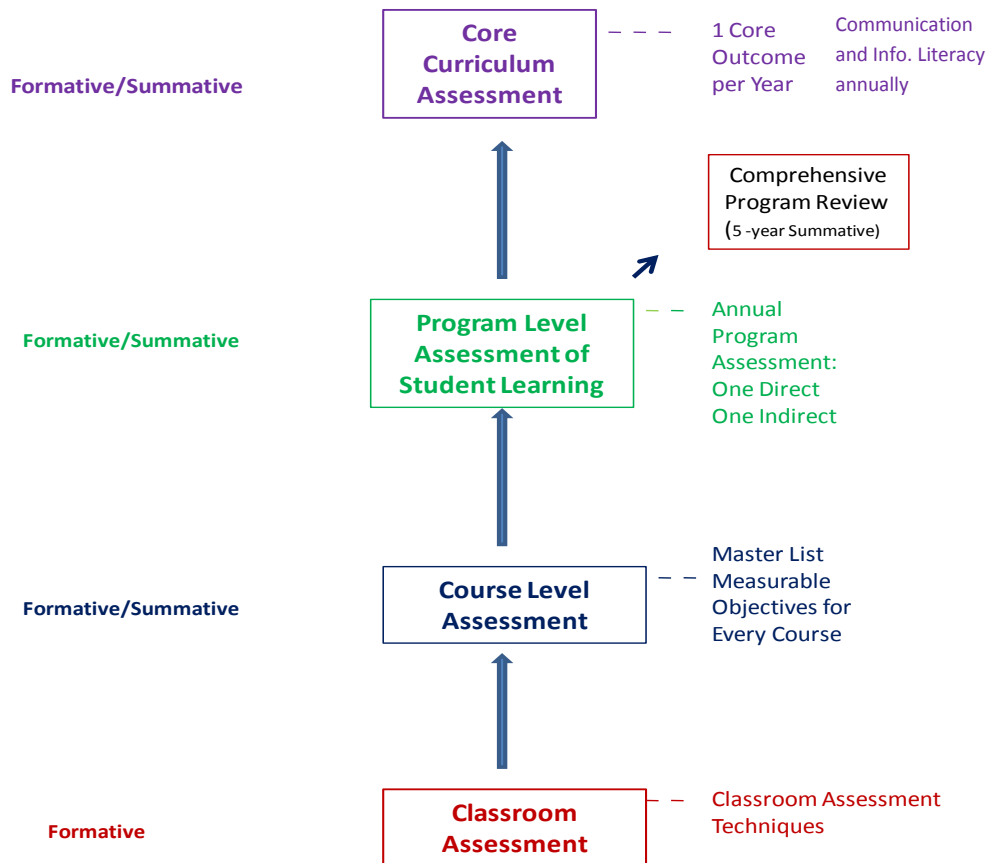 Core
Curriculum
Assessment
1 Core
Outcome
per Year
Communication
and Info. Literacy
annually
Formative/Summative
Comprehensive
Program Review
(5 -year Summative)
Program Level
Assessment of
Student Learning
Formative/Summative
Annual
Program
Assessment:
One Direct
One Indirect
Course Level
Assessment
Formative/Summative
Master List
Measurable
Objectives for
Every Course
Classroom
Assessment
Formative
Classroom Assessment
Techniques